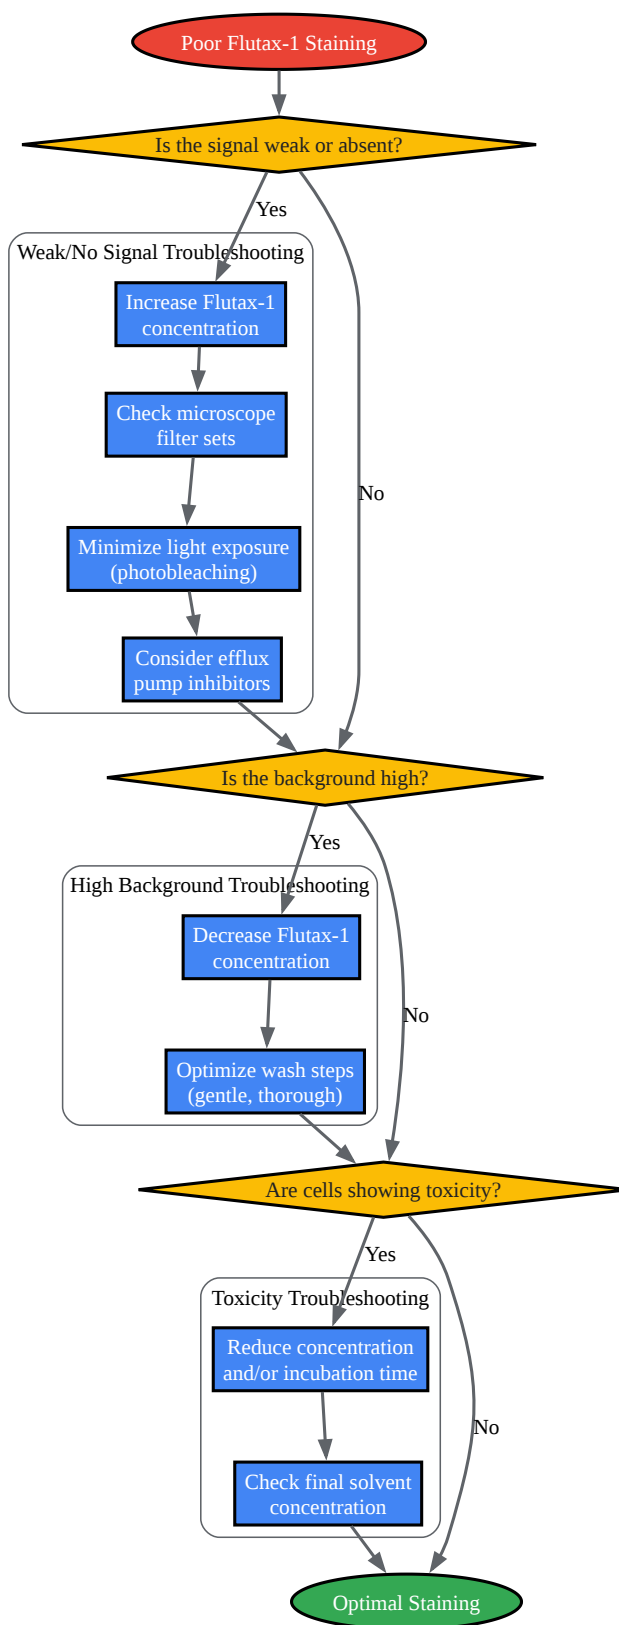 Poor Flutax-1 Staining
Is the signal weak or absent?
Yes
Weak/No Signal Troubleshooting
Increase Flutax-1
concentration
Check microscope
filter sets
No
Minimize light exposure
(photobleaching)
Consider efflux
pump inhibitors
Is the background high?
Yes
High Background Troubleshooting
Decrease Flutax-1
concentration
No
Optimize wash steps
(gentle, thorough)
Are cells showing toxicity?
Yes
Toxicity Troubleshooting
Reduce concentration
and/or incubation time
No
Check final solvent
concentration
Optimal Staining